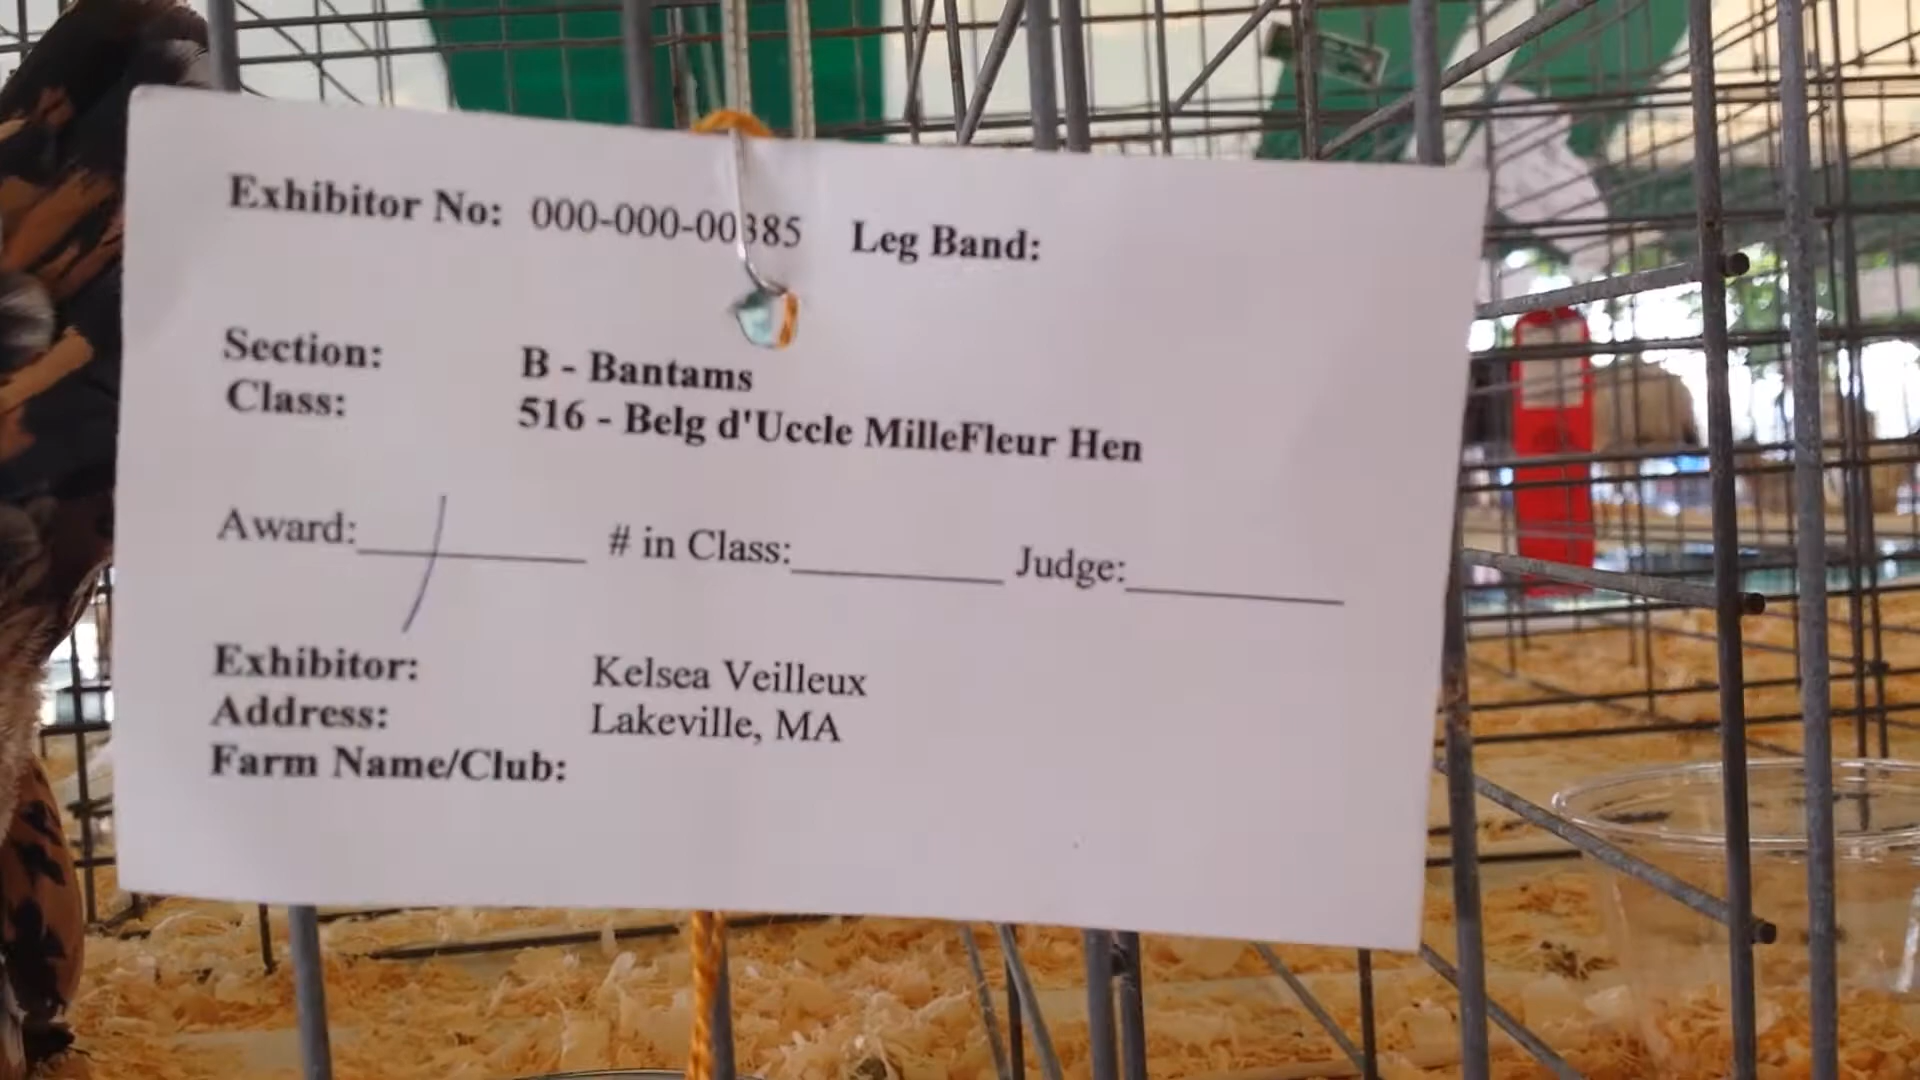 Exhibitor No: 000-000-00385 Leg Band:
Section: B - Bantams
Class: 516 - Belg d'Uccle MilleFleur Hen
Award: / # in Class: Judge:
Exhibitor: Kelsea Veilleux
Address: Lakeville, MA
Farm Name/Club: